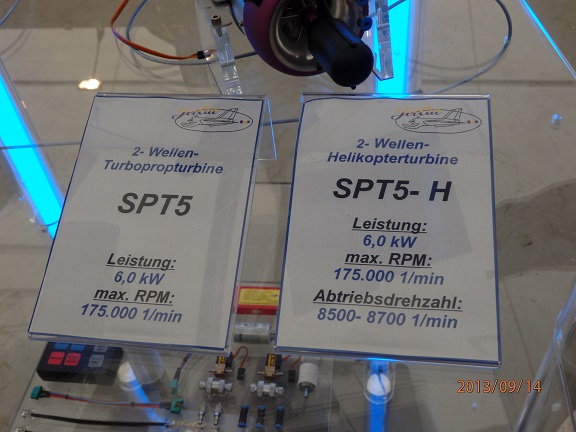 2- Wellen-
Turbopropturbine
SPT5
Leistung:
6,0 kW
max. RPM:
175.000 1/min
2- Wellen-
Helikopterturbine
SPT5- H
Leistung:
6,0 kW
max. RPM:
175.000 1/min
Abtriebsdrehzahl:
8500- 8700 1/min
2013/09/14